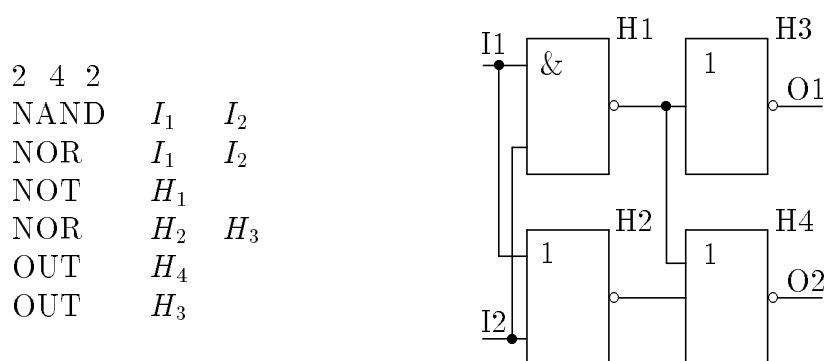 2 4 2
NAND I₁ I₂
NOR I₁ I₂
NOT H₁
NOR H₂ H₃
OUT H₄
OUT H₃
H1 H3
I1
& 1
O1
H2 H4
1 1
O2
I2